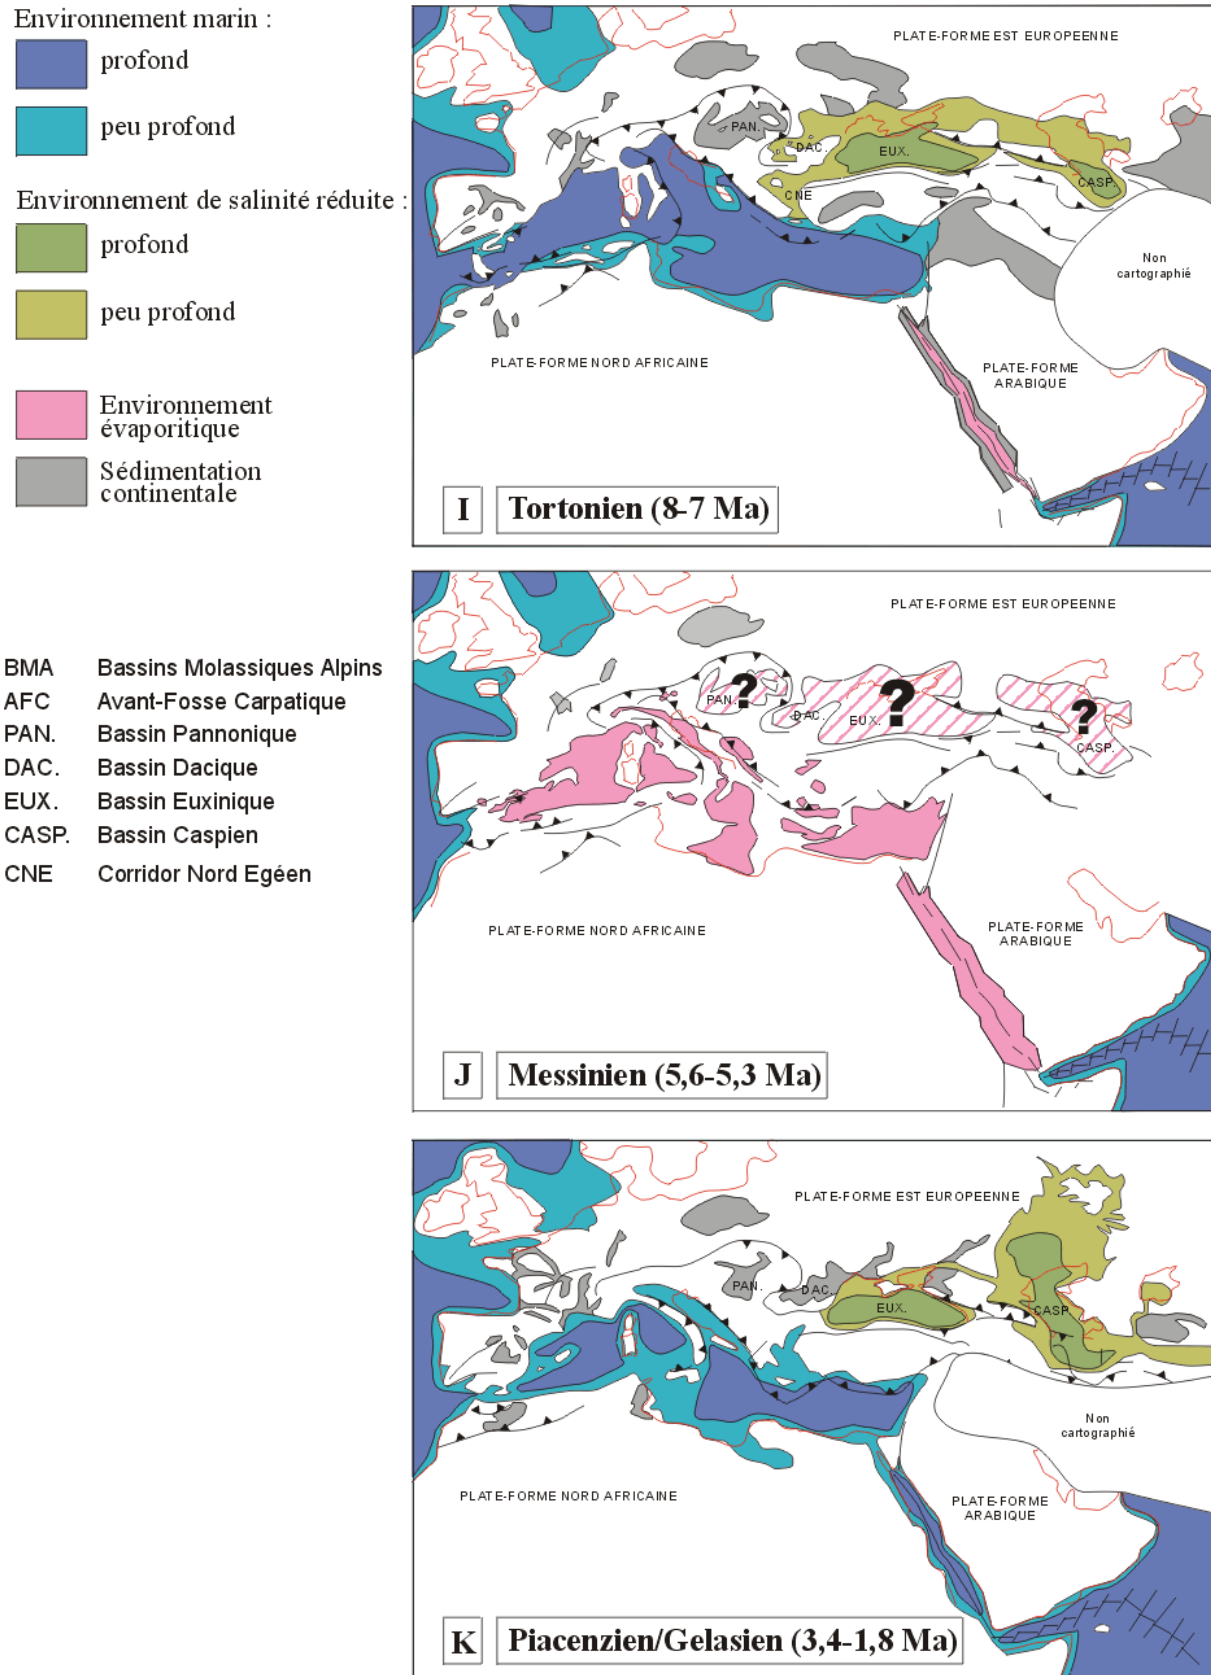 Environnement marin :
profond
peu profond
Environnement de salinité réduite :
profond
peu profond
Environnement
évaporitique
Sédimentation
continentale
BMA Bassins Molassiques Alpins
AFC Avant-Fosse Carpatique
PAN. Bassin Pannonique
DAC. Bassin Dacique
EUX. Bassin Euxinique
CASP. Bassin Caspien
CNE Corridor Nord Egéen
PLATE-FORME EST EUROPEENNE
PAN.
DAC.
EUX.
CASP.
CNE
Non
cartographié
PLATE-FORME NORD AFRICAINE
PLATE-FORME
ARABIQUE
I Tortonien (8-7 Ma)
PLATE-FORME EST EUROPEENNE
PAN. ?
DAC.
EUX. ?
CASP. ?
PLATE-FORME NORD AFRICAINE
PLATE-FORME
ARABIQUE
J Messinien (5,6-5,3 Ma)
PLATE-FORME EST EUROPEENNE
PAN.
DAC.
EUX.
CASP
Non
cartographié
PLATE-FORME NORD AFRICAINE
PLATE-FORME
ARABIQUE
K Piacenzien/Gelasien (3,4-1,8 Ma)